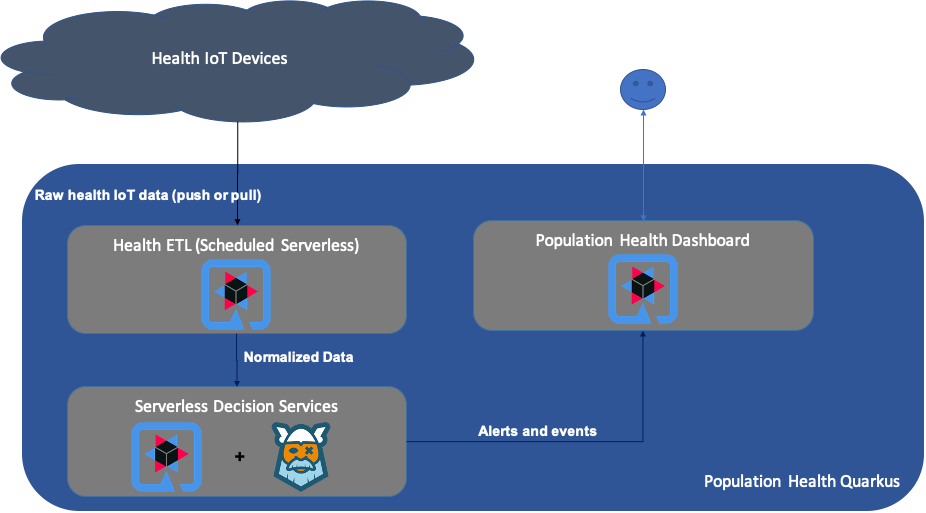 Health IoT Devices
Raw health IoT data (push or pull)
Health ETL (Scheduled Serverless)
Population Health Dashboard
Normalized Data
Serverless Decision Services
+
Alerts and events
Population Health Quarkus